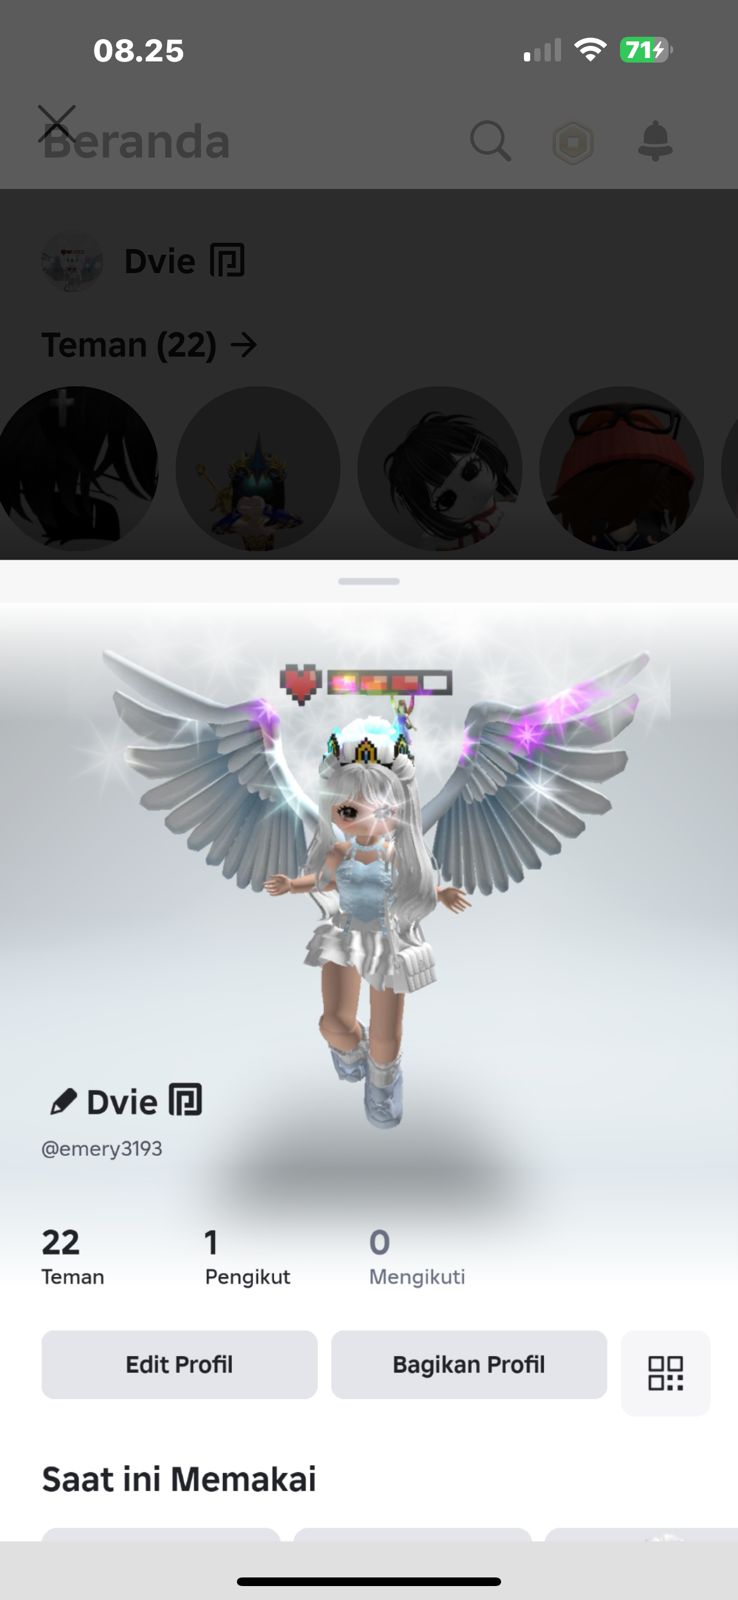 08.25
71
Beranda
Dvie
Teman (22) →
Dvie
@emery3193
22
Teman
1
Pengikut
0
Mengikuti
Edit Profil
Bagikan Profil
Saat ini Memakai